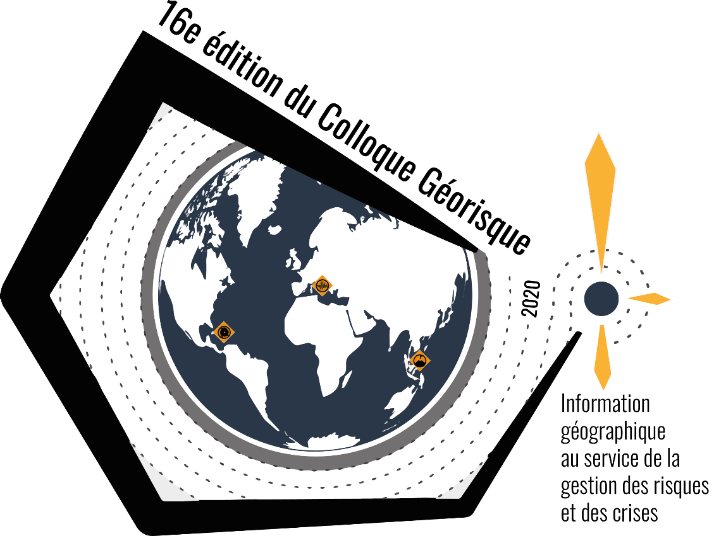 16e édition du Colloque Géorisque
2020
Information
géographique
au service de la
gestion des risques
et des crises